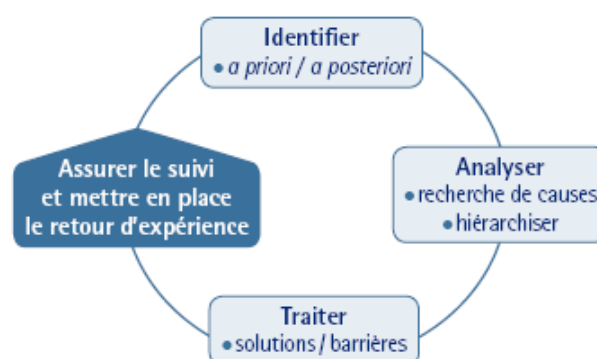 Identifier
• a priori / a posteriori
Analyser
• recherche de causes
• hiérarchiser
Traiter
• solutions / barrières
Assurer le suivi
et mettre en place
le retour d'expérience